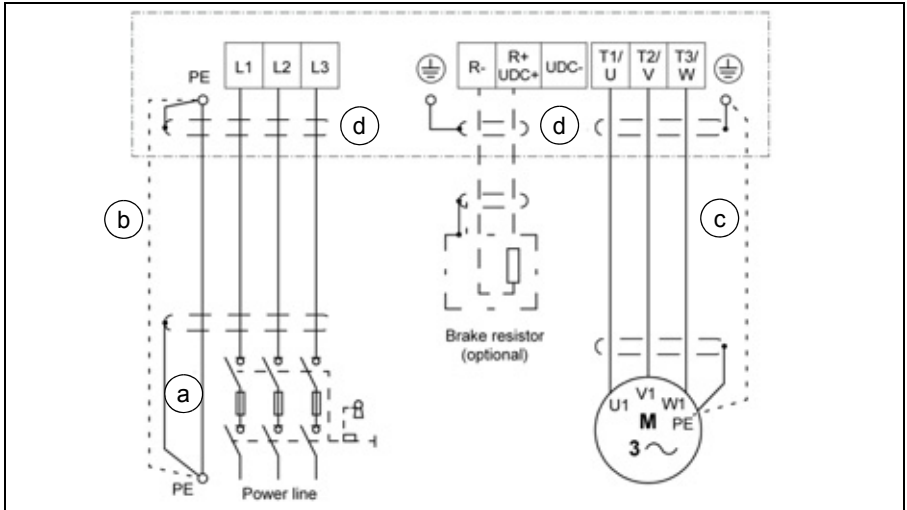 PE
L1 L2 L3
R- R+ UDC+ UDC-
T1/ U T2/ V T3/ W
d
d
b
c
a
Brake resistor
(optional)
U1 V1 W1
M PE
3
PE
Power line